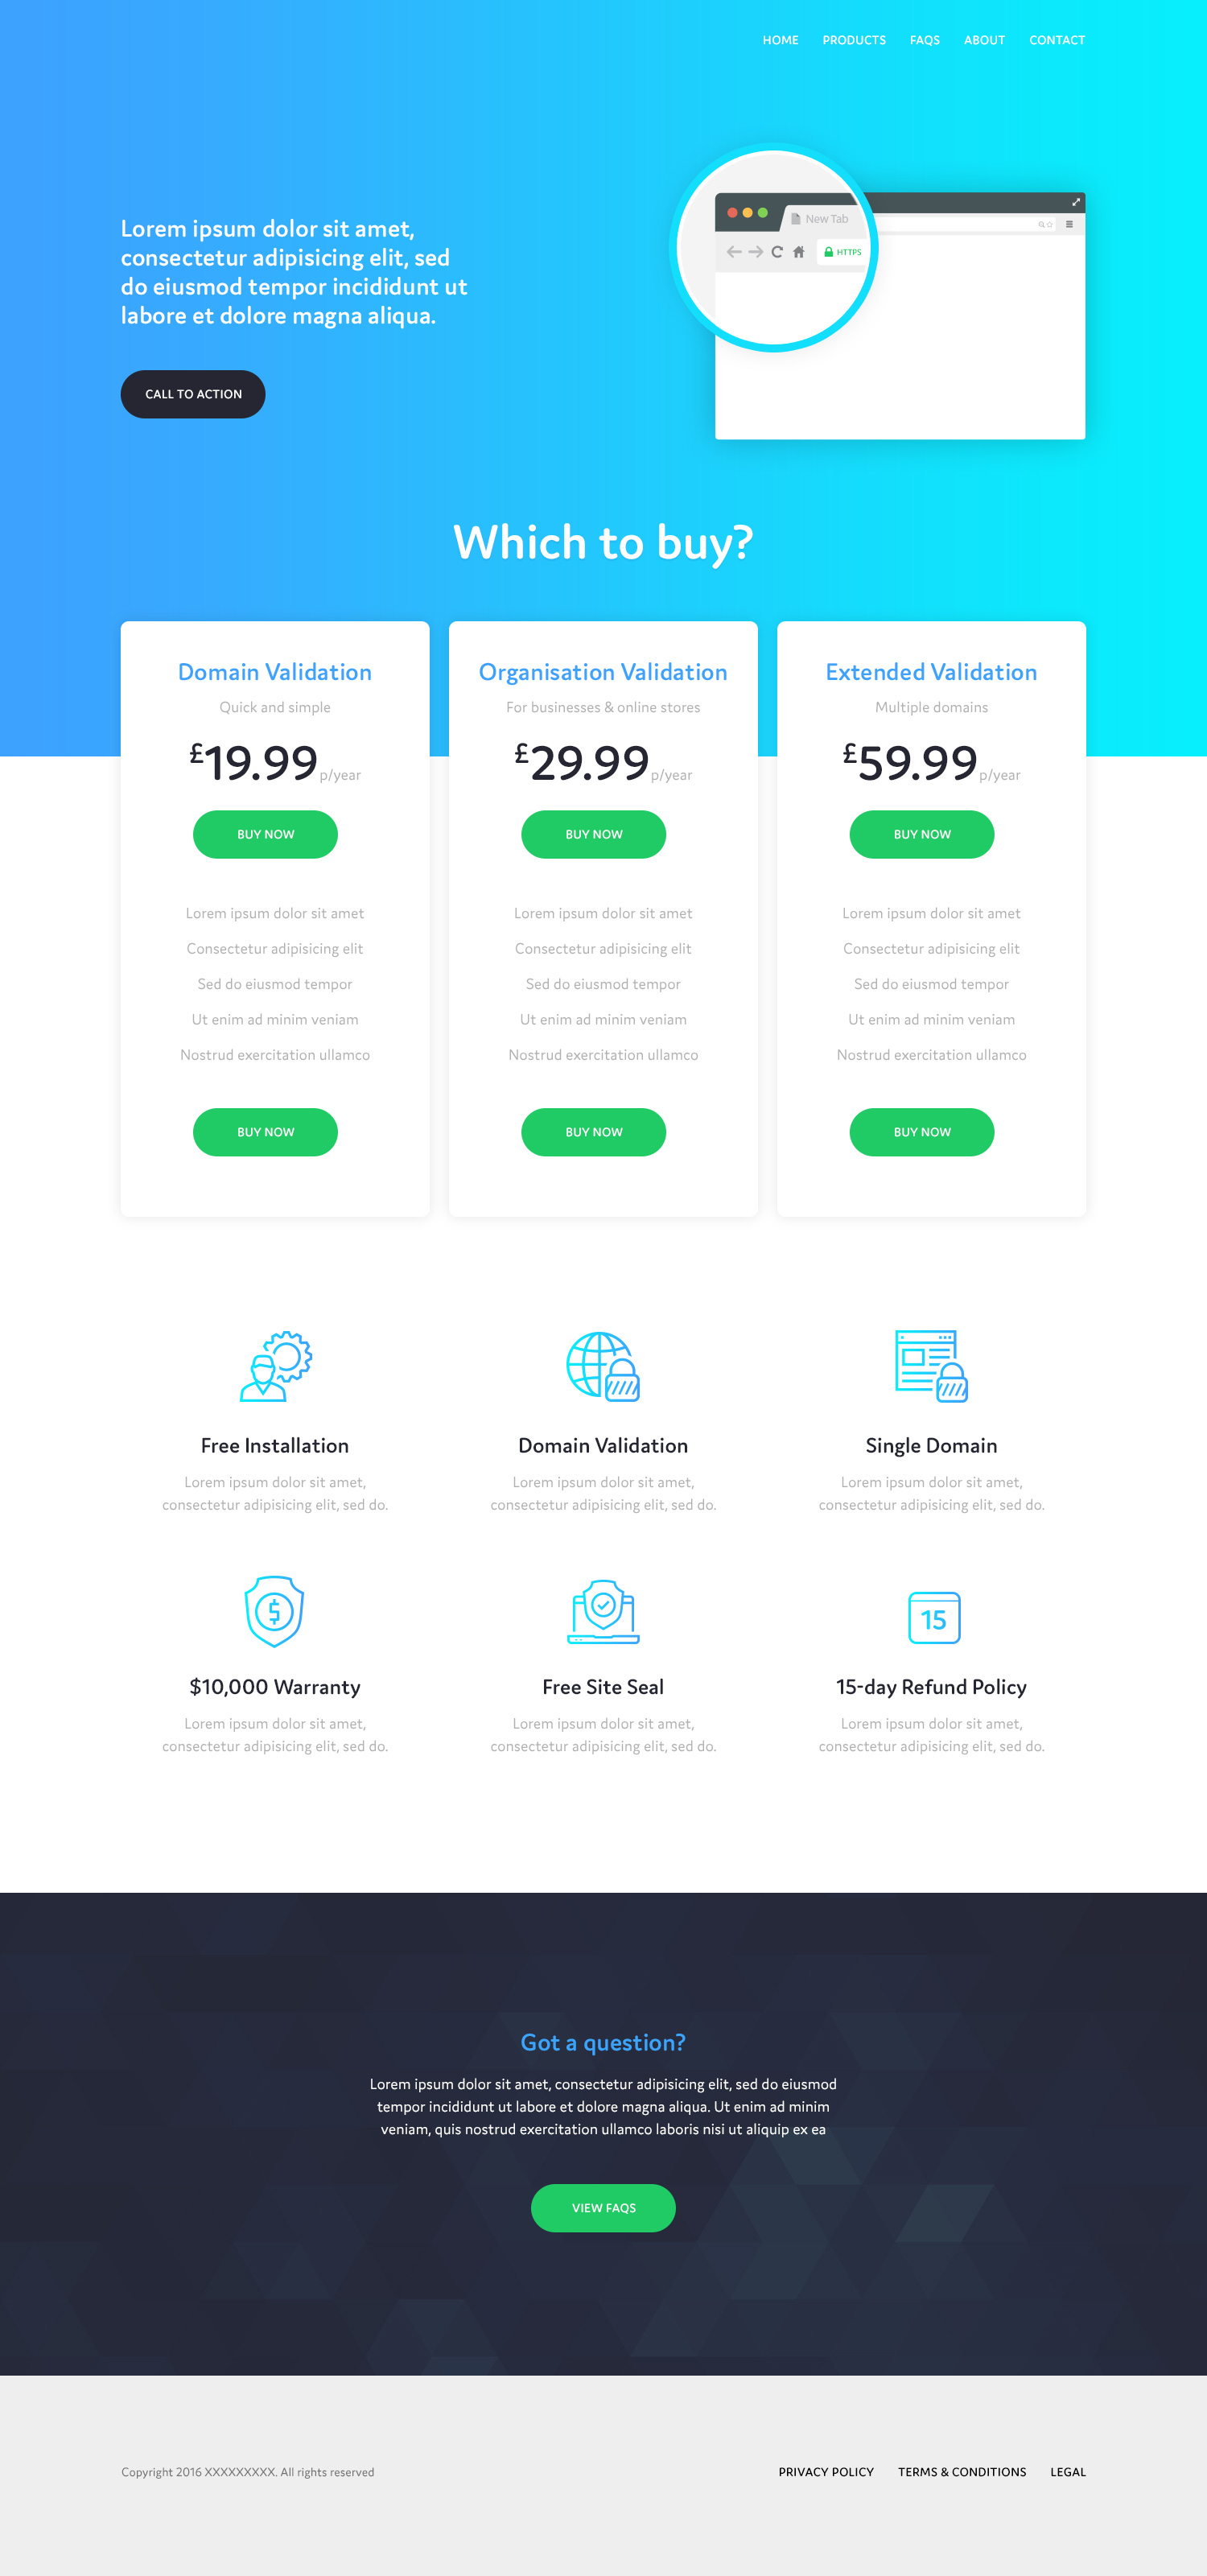 HOME PRODUCTS FAQS ABOUT CONTACT
New Tab
HTTPS
Lorem ipsum dolor sit amet,
consectetur adipisicing elit, sed
do eiusmod tempor incididunt ut
labore et dolore magna aliqua.
CALL TO ACTION
Which to buy?
Domain Validation
Quick and simple
£19.99 p/year
BUY NOW
Lorem ipsum dolor sit amet
Consectetur adipisicing elit
Sed do eiusmod tempor
Ut enim ad minim veniam
Nostrud exercitation ullamco
BUY NOW
Organisation Validation
For businesses & online stores
£29.99 p/year
BUY NOW
Lorem ipsum dolor sit amet
Consectetur adipisicing elit
Sed do eiusmod tempor
Ut enim ad minim veniam
Nostrud exercitation ullamco
BUY NOW
Extended Validation
Multiple domains
£59.99 p/year
BUY NOW
Lorem ipsum dolor sit amet
Consectetur adipisicing elit
Sed do eiusmod tempor
Ut enim ad minim veniam
Nostrud exercitation ullamco
BUY NOW
Free Installation
Lorem ipsum dolor sit amet,
consectetur adipisicing elit, sed do.
Domain Validation
Lorem ipsum dolor sit amet,
consectetur adipisicing elit, sed do.
Single Domain
Lorem ipsum dolor sit amet,
consectetur adipisicing elit, sed do.
$
$10,000 Warranty
Lorem ipsum dolor sit amet,
consectetur adipisicing elit, sed do.
Free Site Seal
Lorem ipsum dolor sit amet,
consectetur adipisicing elit, sed do.
15
15-day Refund Policy
Lorem ipsum dolor sit amet,
consectetur adipisicing elit, sed do.
Got a question?
Lorem ipsum dolor sit amet, consectetur adipisicing elit, sed do eiusmod
tempor incididunt ut labore et dolore magna aliqua. Ut enim ad minim
veniam, quis nostrud exercitation ullamco laboris nisi ut aliquip ex ea
VIEW FAQS
Copyright 2016 XXXXXXXXX. All rights reserved
PRIVACY POLICY TERMS & CONDITIONS LEGAL